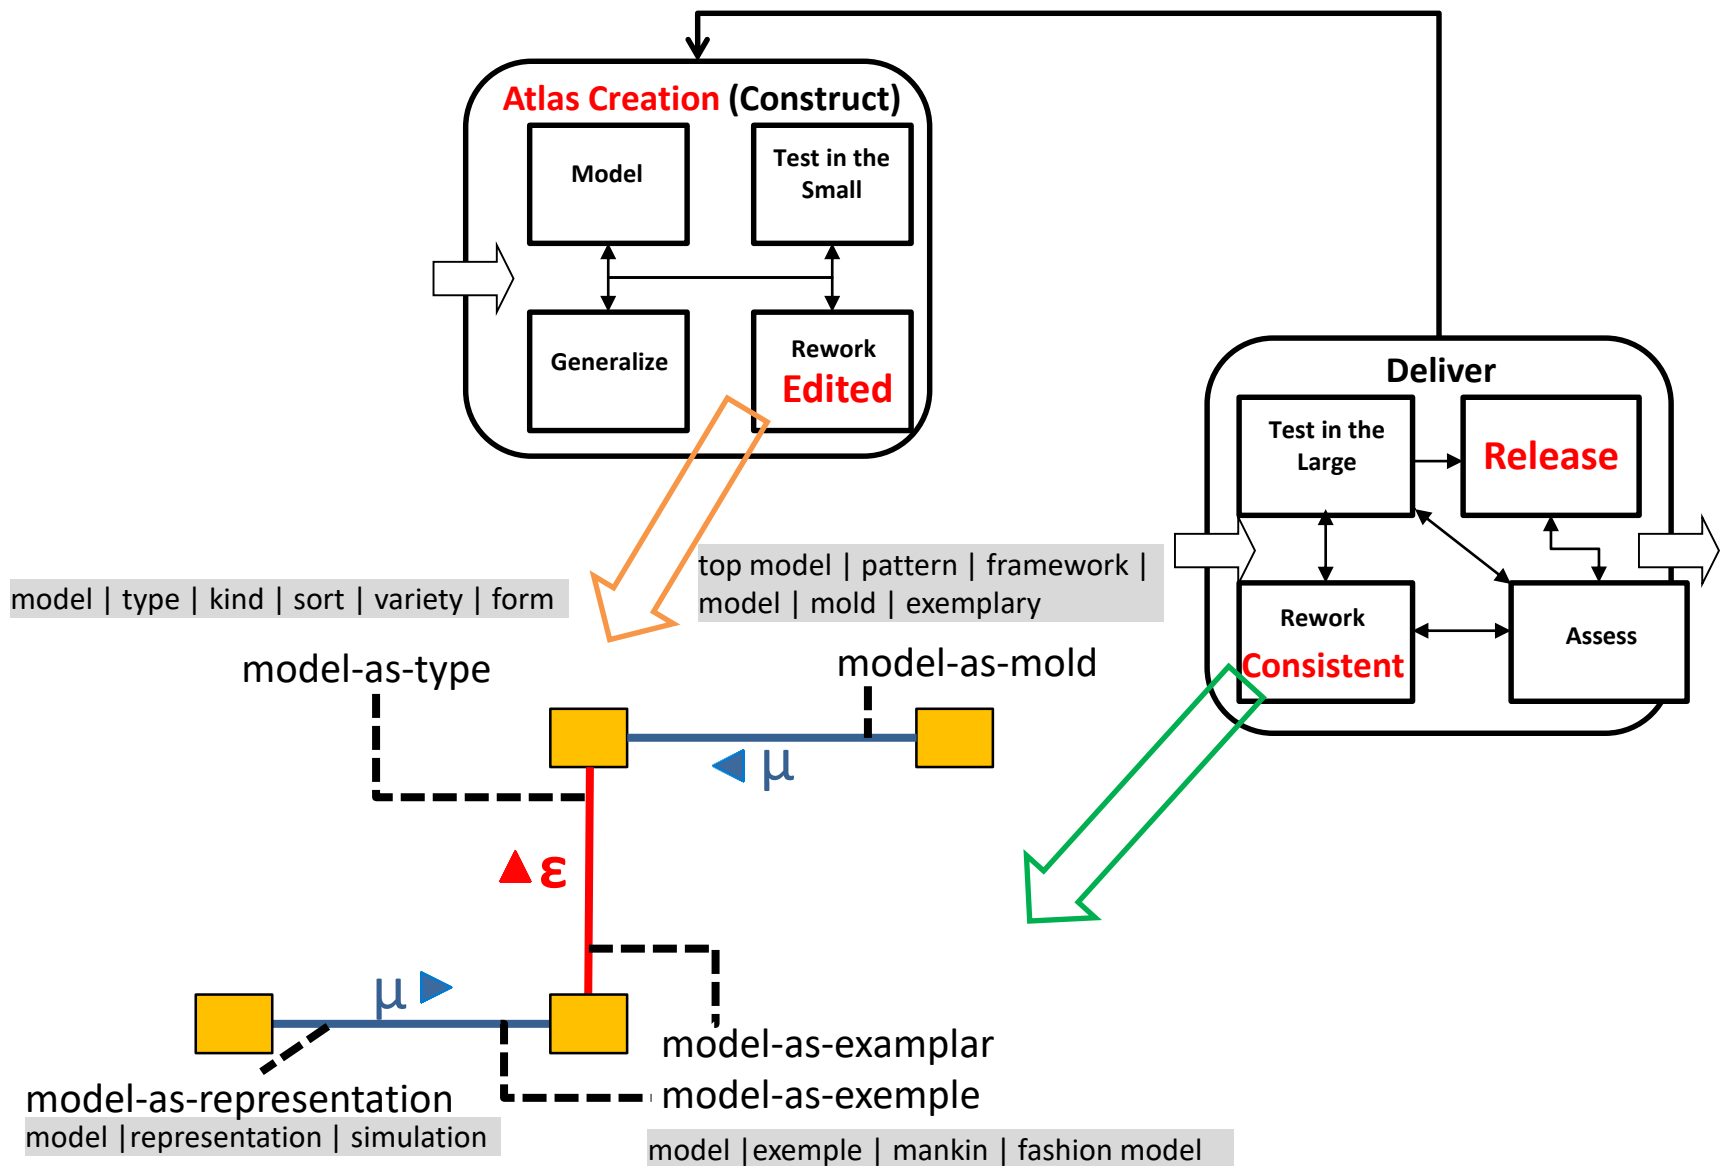 Atlas Creation (Construct)
Model
Test in the
Small
Generalize
Rework
Edited
Deliver
Test in the
Large
Release
Rework
Consistent
Assess
top model | pattern | framework |
model | mold | exemplary
model | type | kind | sort | variety | form
model-as-type
model-as-mold
μ
ε
μ
model-as-examplar
model-as-exemple
model-as-representation
model |representation | simulation
model |exemple | mankin | fashion model